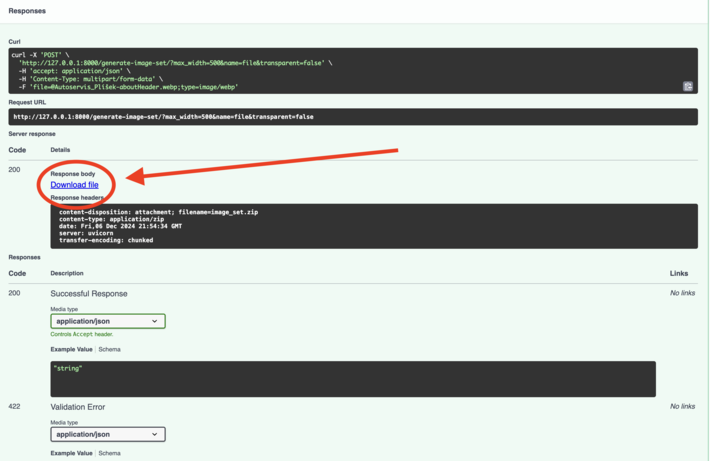 Responses
Curl
curl -X 'POST' \
'http://127.0.0.1:8000/generate-image-set/?max_width=500&name=file&transparent=false' \
-H 'accept: application/json' \
-H 'Content-Type: multipart/form-data' \
-F 'file=@Autoservis_Plíšek-aboutHeader.webp;type=image/webp'
Request URL
http://127.0.0.1:8000/generate-image-set/?max_width=500&name=file&transparent=false
Server response
Code Details
200
Response body
Download file
Response headers
content-disposition: attachment; filename=image_set.zip
content-type: application/zip
date: Fri,06 Dec 2024 21:54:34 GMT
server: uvicorn
transfer-encoding: chunked
Responses
Code Description Links
200 Successful Response No links
Media type
application/json
Controls Accept header.
Example Value Schema
"string"
422 Validation Error No links
Media type
application/json
Example Value Schema